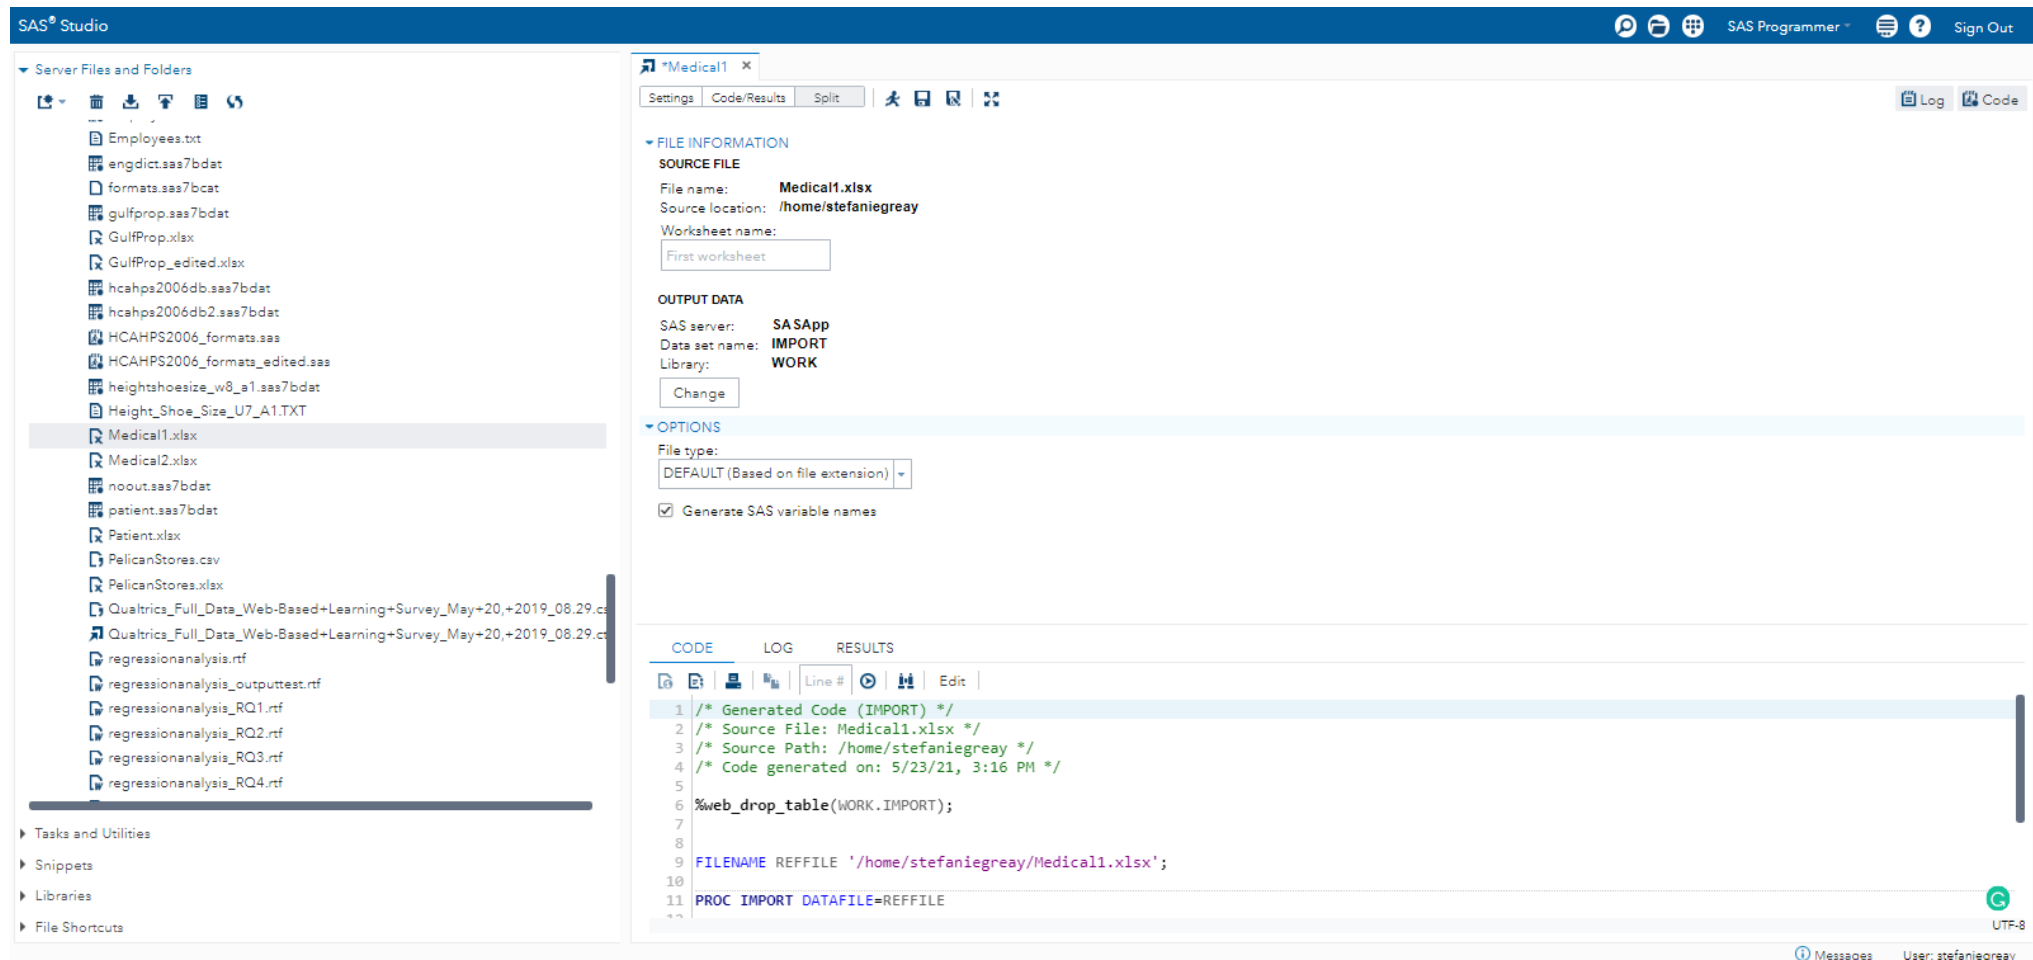 SAS® Studio
SAS Programmer
Sign Out
Server Files and Folders
Employees.txt
engdict.sas7bdat
formats.sas7bcat
gulfprop.sas7bdat
GulfProp.xlsx
GulfProp_edited.xlsx
hcahps2006db.sas7bdat
hcahps2006db2.sas7bdat
HCAHPS2006_formats.sas
HCAHPS2006_formats_edited.sas
heightshoesize_w8_a1.sas7bdat
Height_Shoe_Size_U7_A1.TXT
Medical1.xlsx
Medical2.xlsx
noout.sas7bdat
patient.sas7bdat
Patient.xlsx
PelicanStores.csv
PelicanStores.xlsx
Qualtrics_Full_Data_Web-Based+Learning+Survey_May+20,+2019_08.29.cs
Qualtrics_Full_Data_Web-Based+Learning+Survey_May+20,+2019_08.29.ct
regressionanalysis.rtf
regressionanalysis_outputtest.rtf
regressionanalysis_RQ1.rtf
regressionanalysis_RQ2.rtf
regressionanalysis_RQ3.rtf
regressionanalysis_RQ4.rtf
Tasks and Utilities
Snippets
Libraries
File Shortcuts
*Medical1 ×
Settings Code/Results Split
Log Code
FILE INFORMATION
SOURCE FILE
File name: Medical1.xlsx
Source location: /home/stefaniegreay
Worksheet name:
First worksheet
OUTPUT DATA
SAS server: SASApp
Data set name: IMPORT
Library: WORK
Change
OPTIONS
File type:
DEFAULT (Based on file extension)
Generate SAS variable names
CODE LOG RESULTS
Line # Edit
1 /* Generated Code (IMPORT) */
2 /* Source File: Medical1.xlsx */
3 /* Source Path: /home/stefaniegreay */
4 /* Code generated on: 5/23/21, 3:16 PM */
5
6 %web_drop_table(WORK.IMPORT);
7
8
9 FILENAME REFFILE '/home/stefaniegreay/Medical1.xlsx';
10
11 PROC IMPORT DATAFILE=REFFILE
UTF-8
Messages User: stefaniegreay